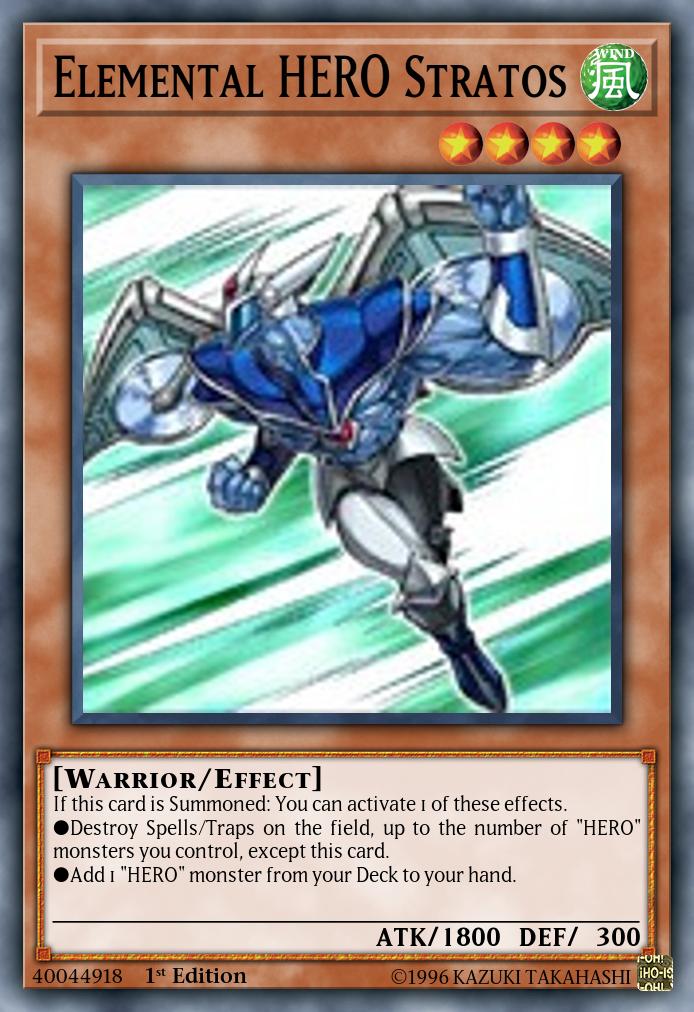 Elemental HERO Stratos
WIND
風
[Warrior/Effect]
If this card is Summoned: You can activate 1 of these effects.
●Destroy Spells/Traps on the field, up to the number of "HERO"
monsters you control, except this card.
●Add 1 "HERO" monster from your Deck to your hand.
ATK/1800 DEF/ 300
40044918 1st Edition ©1996 KAZUKI TAKAHASHI